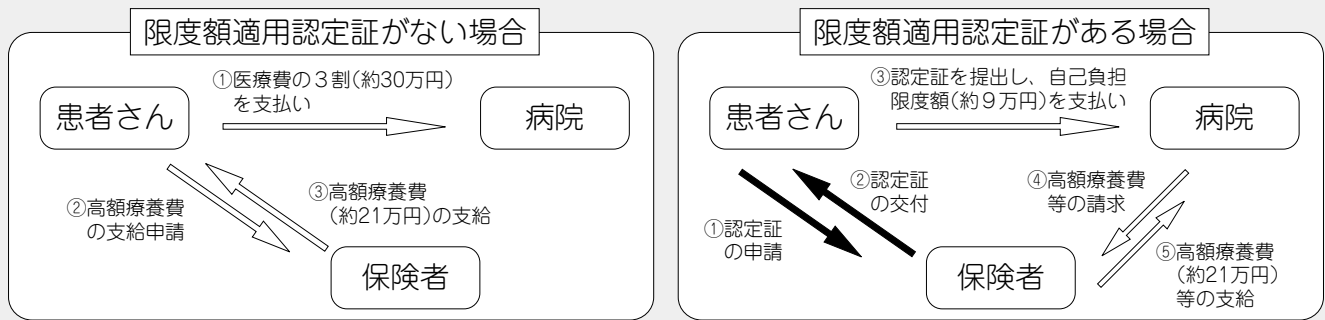 限度額適用認定証がない場合
①医療費の3割(約30万円)
を支払い
患者さん
病院
②高額療養費
の支給申請
③高額療養費
(約21万円)の支給
保険者
限度額適用認定証がある場合
③認定証を提出し、自己負担
限度額(約9万円)を支払い
患者さん
病院
①認定証
の申請
②認定証
の交付
④高額療養費
等の請求
⑤高額療養費
(約21万円)
等の支給
保険者